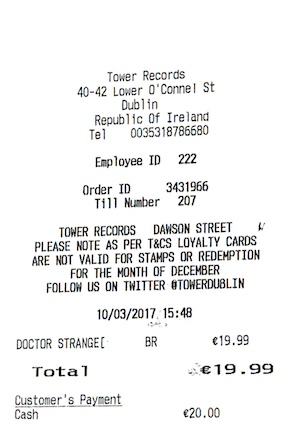 Tower Records
40-42 Lower O'Connel St
Dublin
Republic Of Ireland
Tel 0035318786680
Employee ID 222
Order ID 3431966
Till Number 207
TOWER RECORDS DAWSON STREET
PLEASE NOTE AS PER T&CS LOYALTY CARDS
ARE NOT VALID FOR STAMPS OR REDEMPTION
FOR THE MONTH OF DECEMBER
FOLLOW US ON TWITTER @TOWERDUBLIN
10/03/2017 15:48
DOCTOR STRANGE[ BR €19.99
Total €19.99
Customer's Payment
Cash €20.00